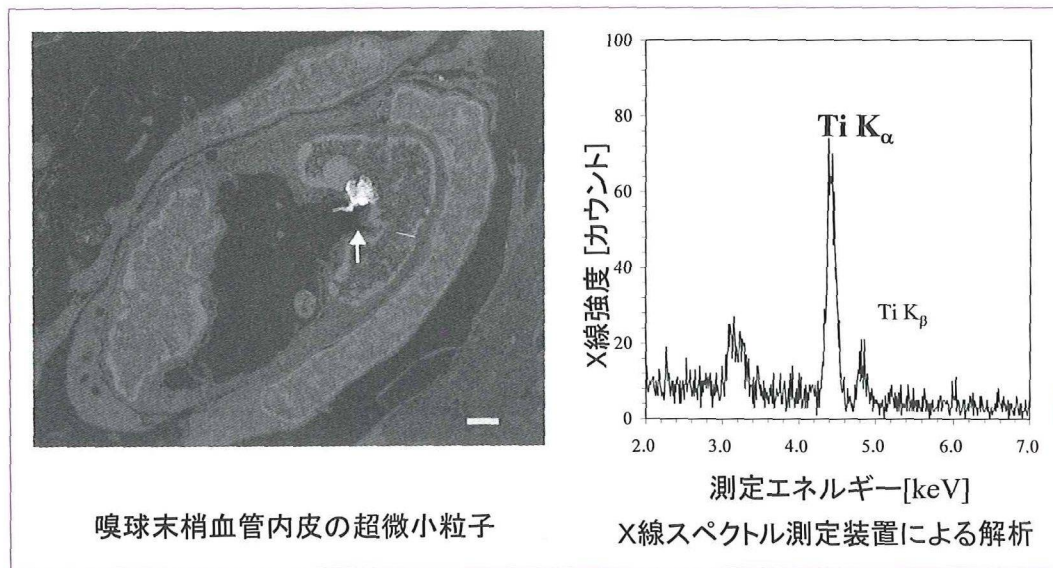 100
80
60
40
20
0
X線強度 [カウント]
Ti Kα
Ti Kβ
2.0 3.0 4.0 5.0 6.0 7.0
測定エネルギー[keV]
嗅球末梢血管内皮の超微小粒子
X線スペクトル測定装置による解析